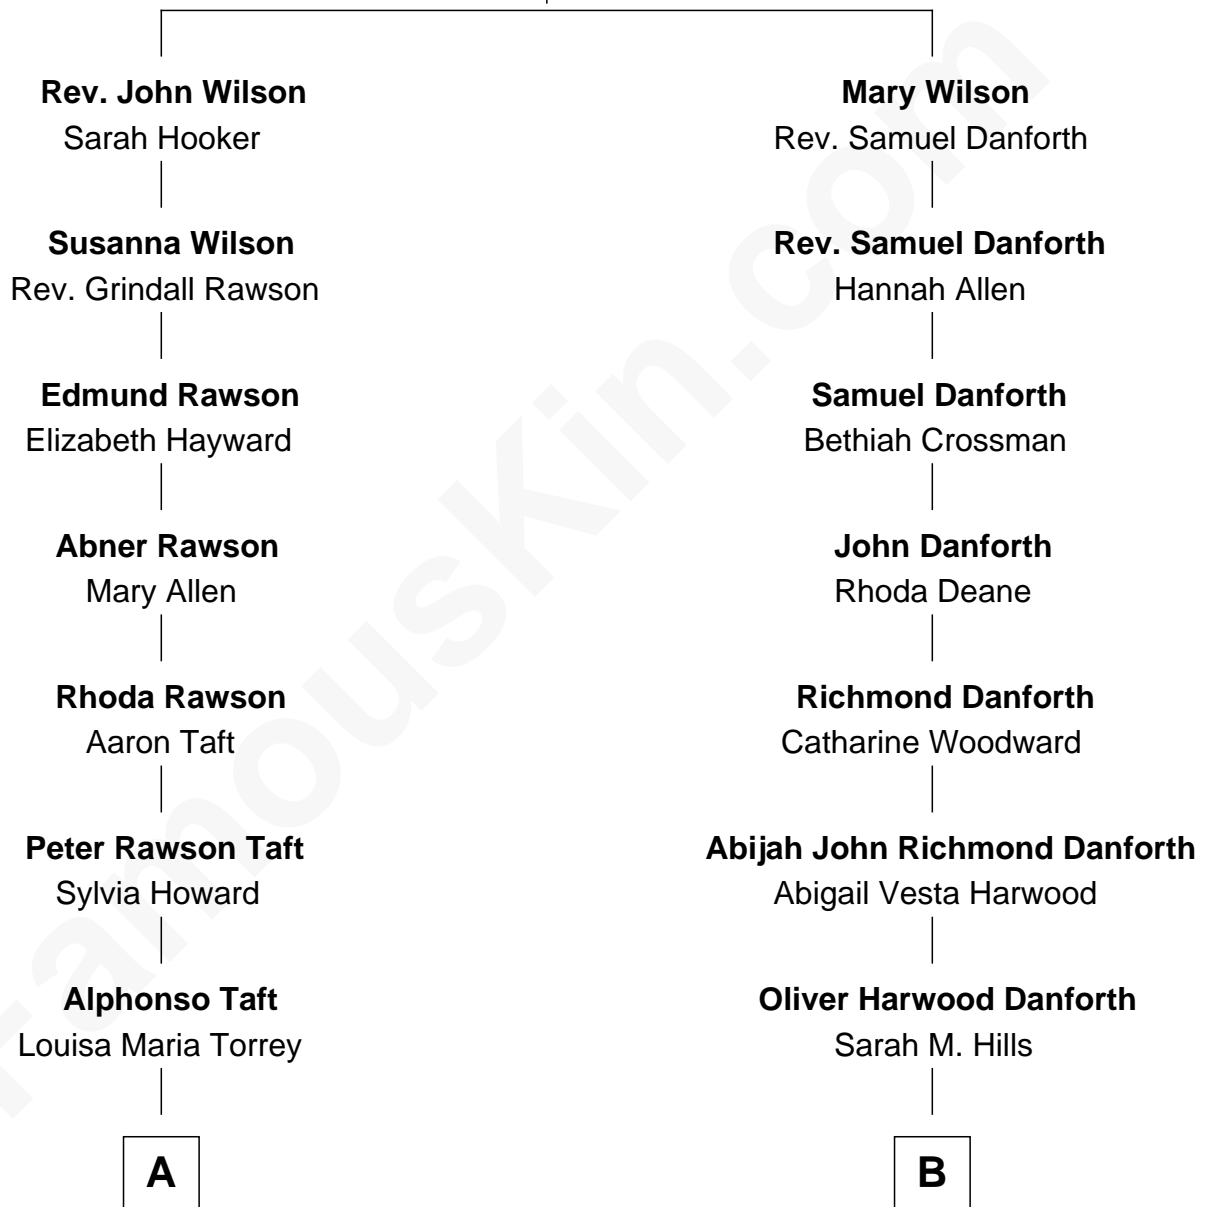 Rev. John Wilson
Sarah Hooker
Susanna Wilson
Rev. Grindall Rawson
Edmund Rawson
Elizabeth Hayward
Abner Rawson
Mary Allen
Rhoda Rawson
Aaron Taft
Peter Rawson Taft
Sylvia Howard
Alphonso Taft
Louisa Maria Torrey
A
Mary Wilson
Rev. Samuel Danforth
Rev. Samuel Danforth
Hannah Allen
Samuel Danforth
Bethiah Crossman
John Danforth
Rhoda Deane
Richmond Danforth
Catharine Woodward
Abijah John Richmond Danforth
Abigail Vesta Harwood
Oliver Harwood Danforth
Sarah M. Hills
B
FamousKin.com